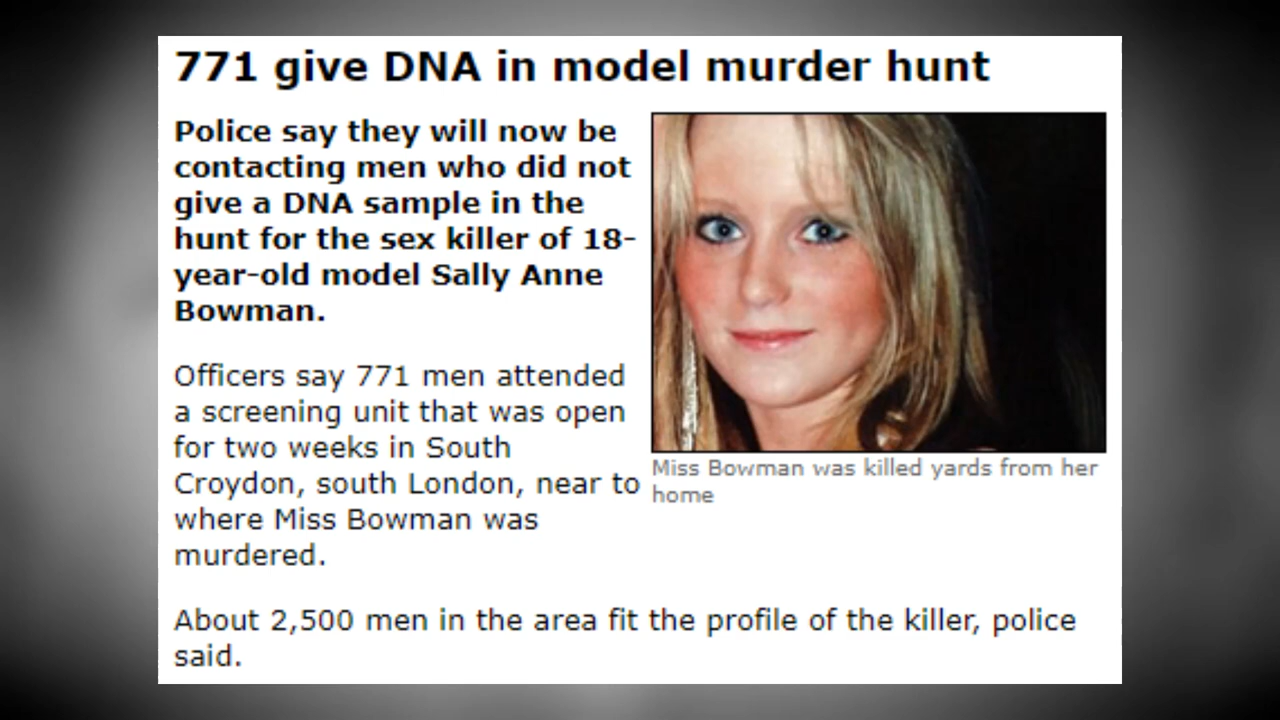 771 give DNA in model murder hunt
Police say they will now be
contacting men who did not
give a DNA sample in the
hunt for the sex killer of 18-
year-old model Sally Anne
Bowman.
Officers say 771 men attended
a screening unit that was open
for two weeks in South
Croydon, south London, near to
where Miss Bowman was
murdered.
Miss Bowman was killed yards from her
home
About 2,500 men in the area fit the profile of the killer, police
said.